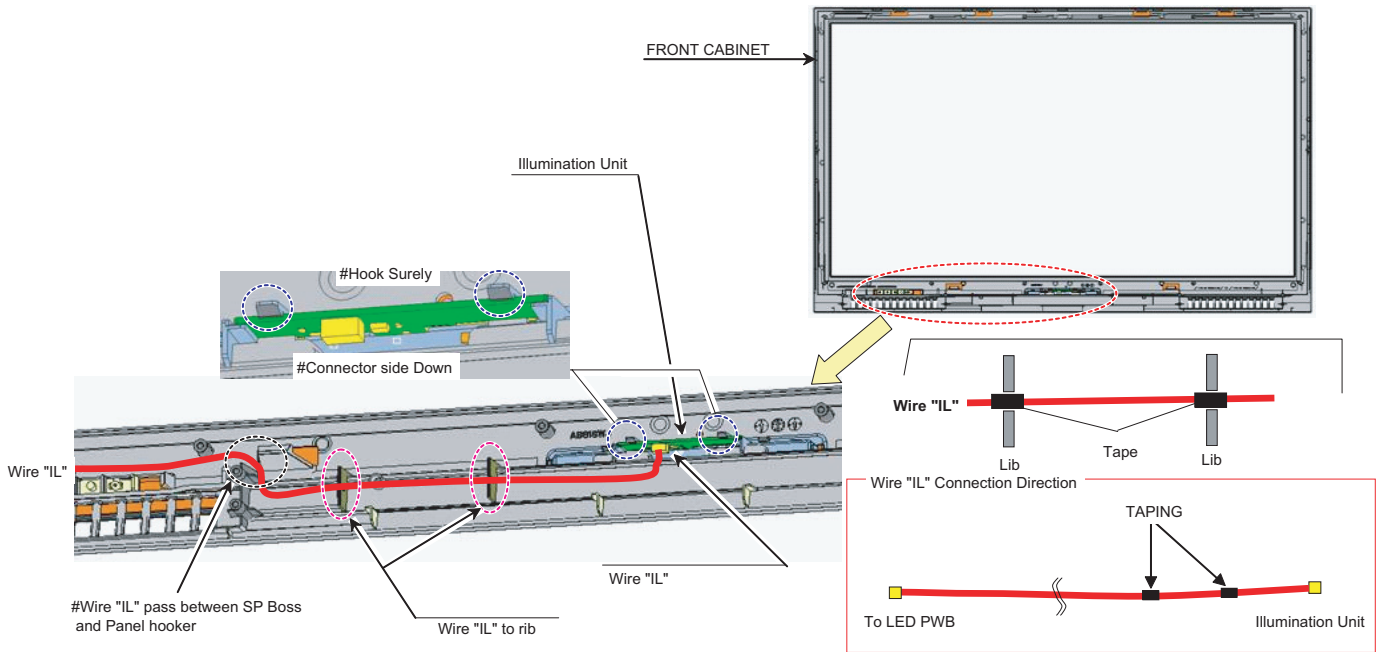 FRONT CABINET
Illumination Unit
#Hook Surely
#Connector side Down
Wire "IL"
Wire "IL"
Tape
Lib
Lib
Wire "IL"
#Wire "IL" pass between SP Boss
and Panel hooker
Wire "IL" to rib
Wire "IL" Connection Direction
TAPING
To LED PWB
Illumination Unit